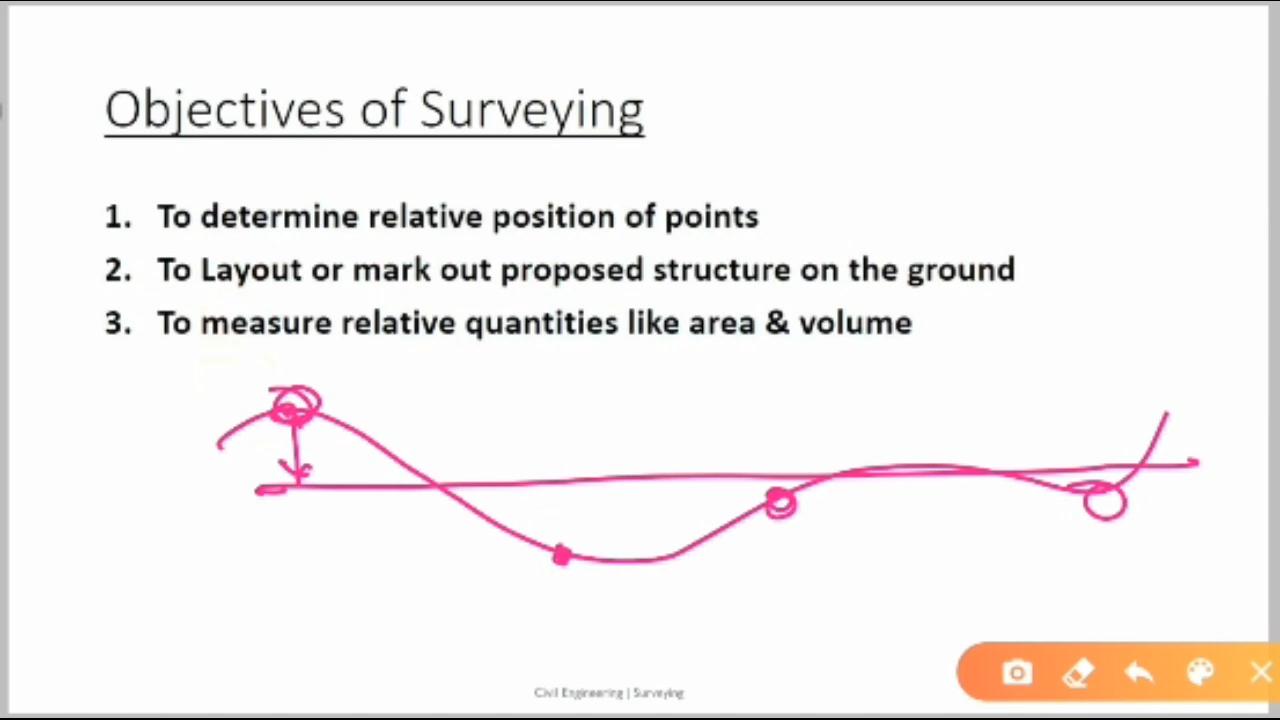 Objectives of Surveying
1. To determine relative position of points
2. To Layout or mark out proposed structure on the ground
3. To measure relative quantities like area & volume
Civil Engineering | Surveying